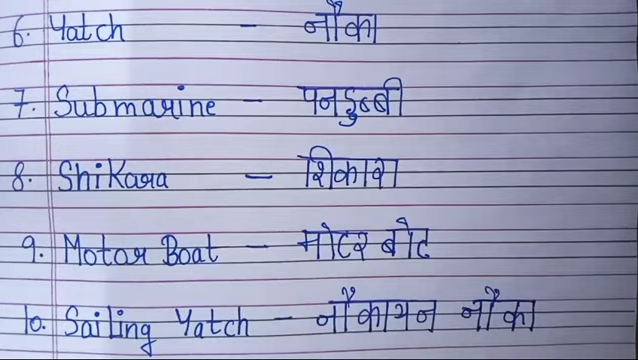 6. Yatch - नौका
7. Submarine - पनडुब्बी
8. Shikara - शिकारा
9. Motor Boat - मोटर बोट
10. Sailing Yatch - नौकायन नौका